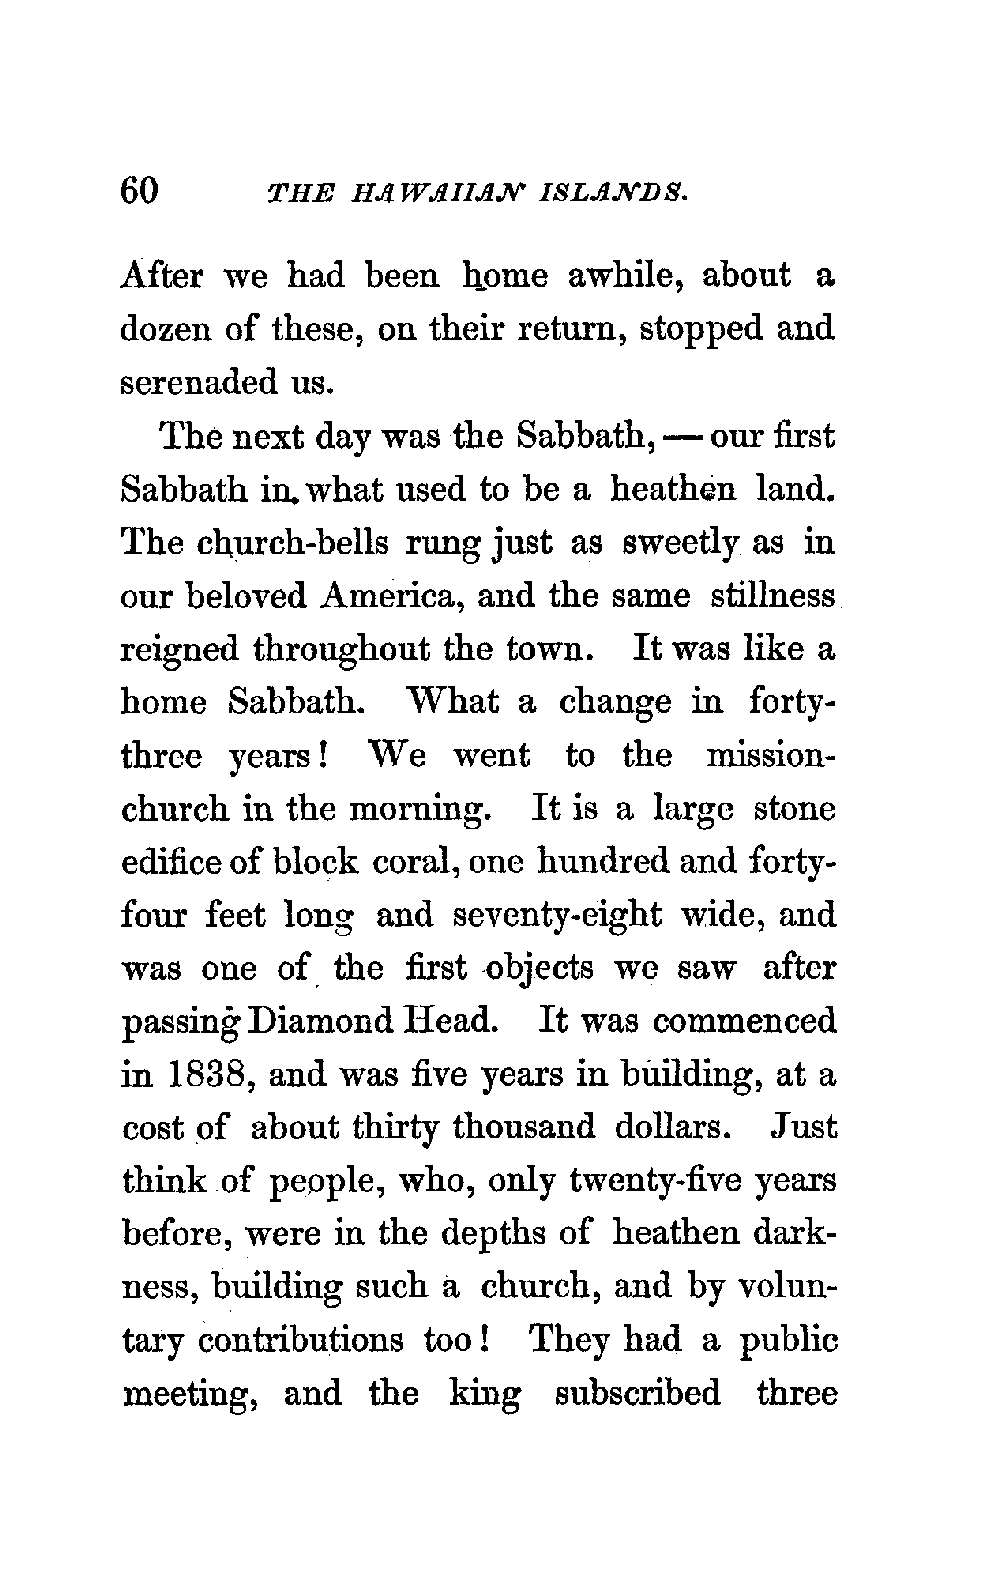 60 THE HAWAIIAN ISLANDS.
After we had been home awhile, about a
dozen of these, on their return, stopped and
serenaded us.
The next day was the Sabbath, — our first
Sabbath in what used to be a heathen land.
The church-bells rung just as sweetly as in
our beloved America, and the same stillness
reigned throughout the town. It was like a
home Sabbath. What a change in forty-
three years! We went to the mission-
church in the morning. It is a large stone
edifice of block coral, one hundred and forty-
four feet long and seventy-eight wide, and
was one of the first objects we saw after
passing Diamond Head. It was commenced
in 1838, and was five years in building, at a
cost of about thirty thousand dollars. Just
think of people, who, only twenty-five years
before, were in the depths of heathen dark-
ness, building such a church, and by volun-
tary contributions too! They had a public
meeting, and the king subscribed three